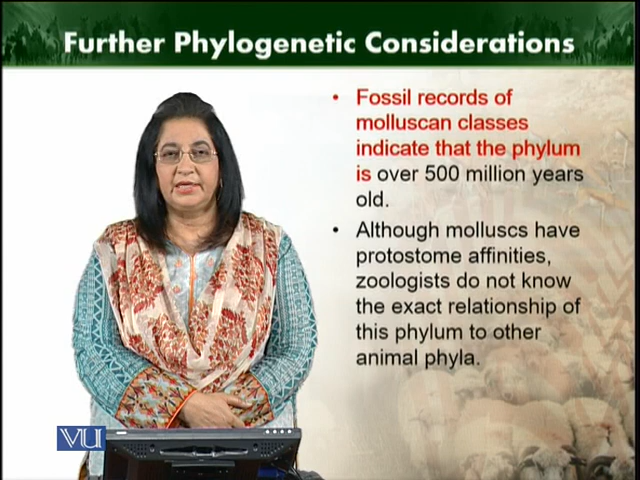 Further Phylogenetic Considerations
• Fossil records of
molluscan classes
indicate that the phylum
is over 500 million years
old.
• Although molluscs have
protostome affinities,
zoologists do not know
the exact relationship of
this phylum to other
animal phyla.
VU